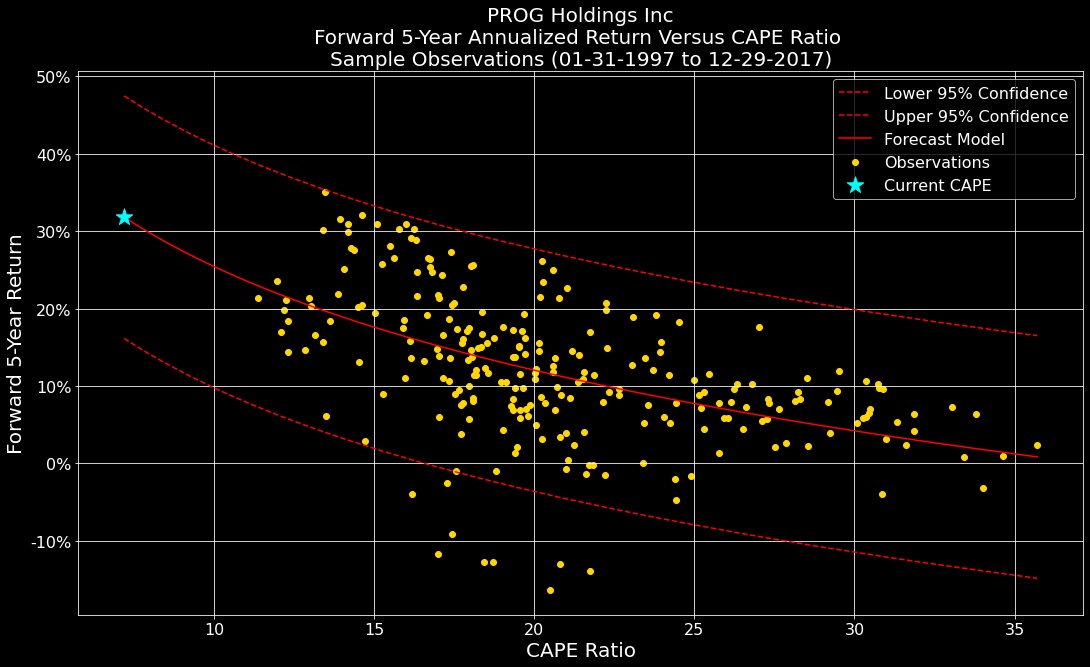 PROG Holdings Inc
Forward 5-Year Annualized Return Versus CAPE Ratio
Sample Observations (01-31-1997 to 12-29-2017)
50%
40%
30%
20%
10%
0%
-10%
Forward 5-Year Return
Lower 95% Confidence
Upper 95% Confidence
Forecast Model
Observations
Current CAPE
10
15
20
25
30
35
CAPE Ratio